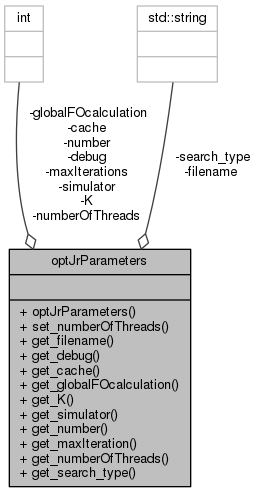 int
std::string
-globalFOcalculation
-cache
-number
-debug
-maxIterations
-simulator
-K
-numberOfThreads
-search_type
-filename
optJrParameters
+ optJrParameters()
+ set_numberOfThreads()
+ get_filename()
+ get_debug()
+ get_cache()
+ get_globalFOcalculation()
+ get_K()
+ get_simulator()
+ get_number()
+ get_maxIteration()
+ get_numberOfThreads()
+ get_search_type()